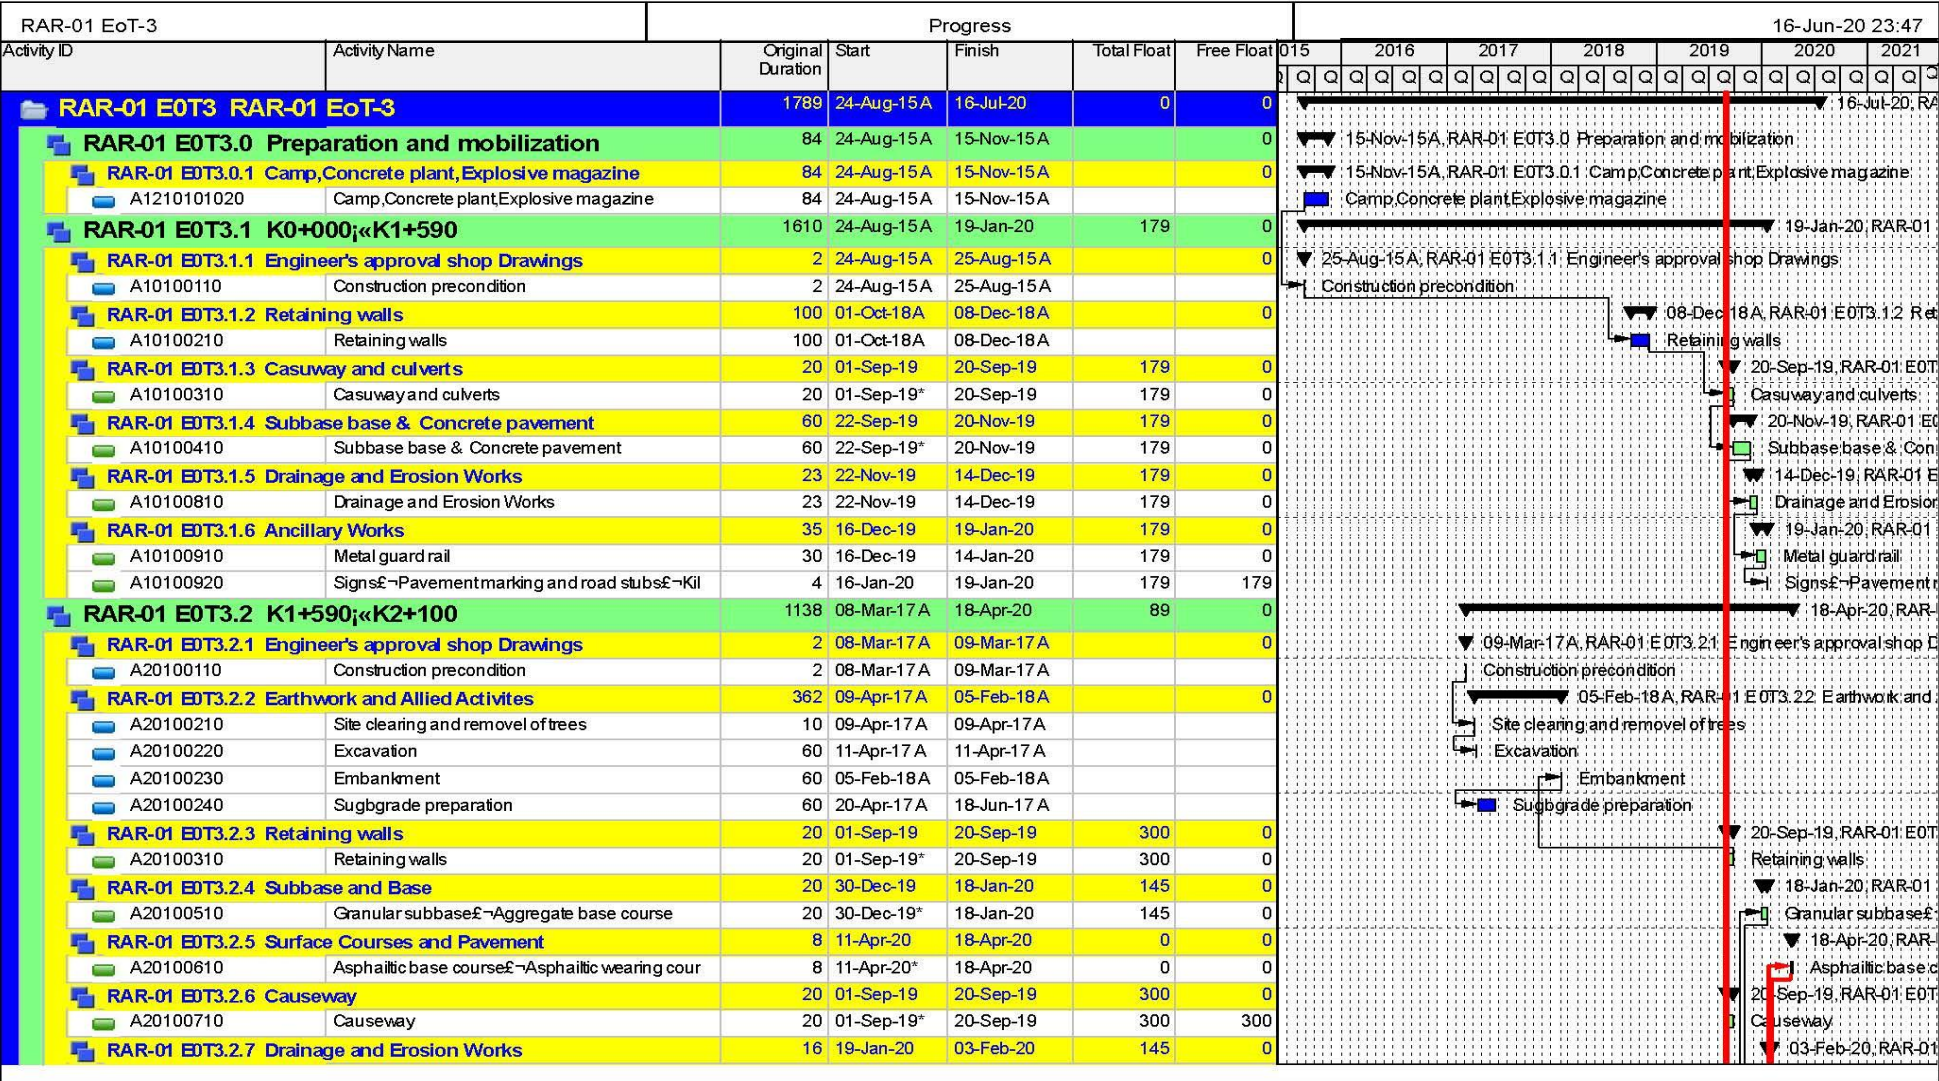 RAR-01 EoT-3 Progress 16-Jun-20 23:47
Activity ID Activity Name Original Duration Start Finish Total Float Free Float 015 2016 2017 2018 2019 2020 2021
Q Q Q Q Q Q Q Q Q Q Q Q Q Q Q Q Q Q Q Q Q Q Q Q
RAR-01 E0T3 RAR-01 EoT-3 1789 24-Aug-15 A 16-Jul-20 0 0 16-Jul-20, RA
RAR-01 E0T3.0 Preparation and mobilization 84 24-Aug-15 A 15-Nov-15 A 0 15-Nov-15 A, RAR-01 E0T3.0 Preparation and mobilization
RAR-01 E0T3.0.1 Camp,Concrete plant,Explosive magazine 84 24-Aug-15 A 15-Nov-15 A 0 15-Nov-15 A, RAR-01 E0T3.0.1 Camp,Concrete plant,Explosive magazine
A1210101020 Camp,Concrete plant,Explosive magazine 84 24-Aug-15 A 15-Nov-15 A Camp,Concrete plant,Explosive magazine
RAR-01 E0T3.1 K0+000¡«K1+590 1610 24-Aug-15 A 19-Jan-20 179 0 19-Jan-20, RAR-01
RAR-01 E0T3.1.1 Engineer's approval shop Drawings 2 24-Aug-15 A 25-Aug-15 A 0 25-Aug-15 A, RAR-01 E0T3.1.1 Engineer's approval shop Drawings
A10100110 Construction precondition 2 24-Aug-15 A 25-Aug-15 A Construction precondition
RAR-01 E0T3.1.2 Retaining walls 100 01-Oct-18 A 08-Dec-18 A 0 08-Dec-18 A, RAR-01 E0T3.1.2 Ret
A10100210 Retaining walls 100 01-Oct-18 A 08-Dec-18 A Retaining walls
RAR-01 E0T3.1.3 Casuway and culverts 20 01-Sep-19 20-Sep-19 179 0 20-Sep-19, RAR-01 E0T
A10100310 Casuway and culverts 20 01-Sep-19* 20-Sep-19 179 0 Casuway and culverts
RAR-01 E0T3.1.4 Subbase base & Concrete pavement 60 22-Sep-19 20-Nov-19 179 0 20-Nov-19, RAR-01 E0
A10100410 Subbase base & Concrete pavement 60 22-Sep-19* 20-Nov-19 179 0 Subbase base & Con
RAR-01 E0T3.1.5 Drainage and Erosion Works 23 22-Nov-19 14-Dec-19 179 0 14-Dec-19, RAR-01 E
A10100810 Drainage and Erosion Works 23 22-Nov-19 14-Dec-19 179 0 Drainage and Erosion
RAR-01 E0T3.1.6 Ancillary Works 35 16-Dec-19 19-Jan-20 179 0 19-Jan-20, RAR-01
A10100910 Metal guard rail 30 16-Dec-19 14-Jan-20 179 0 Metal guard rail
A10100920 Signs£¬Pavement marking and road stubs£¬Kil 4 16-Jan-20 19-Jan-20 179 179 Signs£¬Pavement r
RAR-01 E0T3.2 K1+590¡«K2+100 1138 08-Mar-17 A 18-Apr-20 89 0 18-Apr-20, RAR-
RAR-01 E0T3.2.1 Engineer's approval shop Drawings 2 08-Mar-17 A 09-Mar-17 A 0 09-Mar-17 A, RAR-01 E0T3.2.1 Engineer's approval shop D
A20100110 Construction precondition 2 08-Mar-17 A 09-Mar-17 A Construction precondition
RAR-01 E0T3.2.2 Earthwork and Allied Activites 362 09-Apr-17 A 05-Feb-18 A 0 05-Feb-18 A, RAR-01 E0T3.2.2 Earthwork and
A20100210 Site clearing and removel of trees 10 09-Apr-17 A 09-Apr-17 A Site clearing and removel of trees
A20100220 Excavation 60 11-Apr-17 A 11-Apr-17 A Excavation
A20100230 Embankment 60 05-Feb-18 A 05-Feb-18 A Embankment
A20100240 Sugbgrade preparation 60 20-Apr-17 A 18-Jun-17 A Sugbgrade preparation
RAR-01 E0T3.2.3 Retaining walls 20 01-Sep-19 20-Sep-19 300 0 20-Sep-19, RAR-01 E0T
A20100310 Retaining walls 20 01-Sep-19* 20-Sep-19 300 0 Retaining walls
RAR-01 E0T3.2.4 Subbase and Base 20 30-Dec-19 18-Jan-20 145 0 18-Jan-20, RAR-01
A20100510 Granular subbase£¬Aggregate base course 20 30-Dec-19* 18-Jan-20 145 0 Granular subbase£¬
RAR-01 E0T3.2.5 Surface Courses and Pavement 8 11-Apr-20 18-Apr-20 0 0 18-Apr-20, RAR-
A20100610 Asphailtic base course£¬Asphailtic wearing cour 8 11-Apr-20* 18-Apr-20 0 0 Asphailtic base c
RAR-01 E0T3.2.6 Causeway 20 01-Sep-19 20-Sep-19 300 0 20-Sep-19, RAR-01 E0T
A20100710 Causeway 20 01-Sep-19* 20-Sep-19 300 300 Causeway
RAR-01 E0T3.2.7 Drainage and Erosion Works 16 19-Jan-20 03-Feb-20 145 0 03-Feb-20, RAR-01